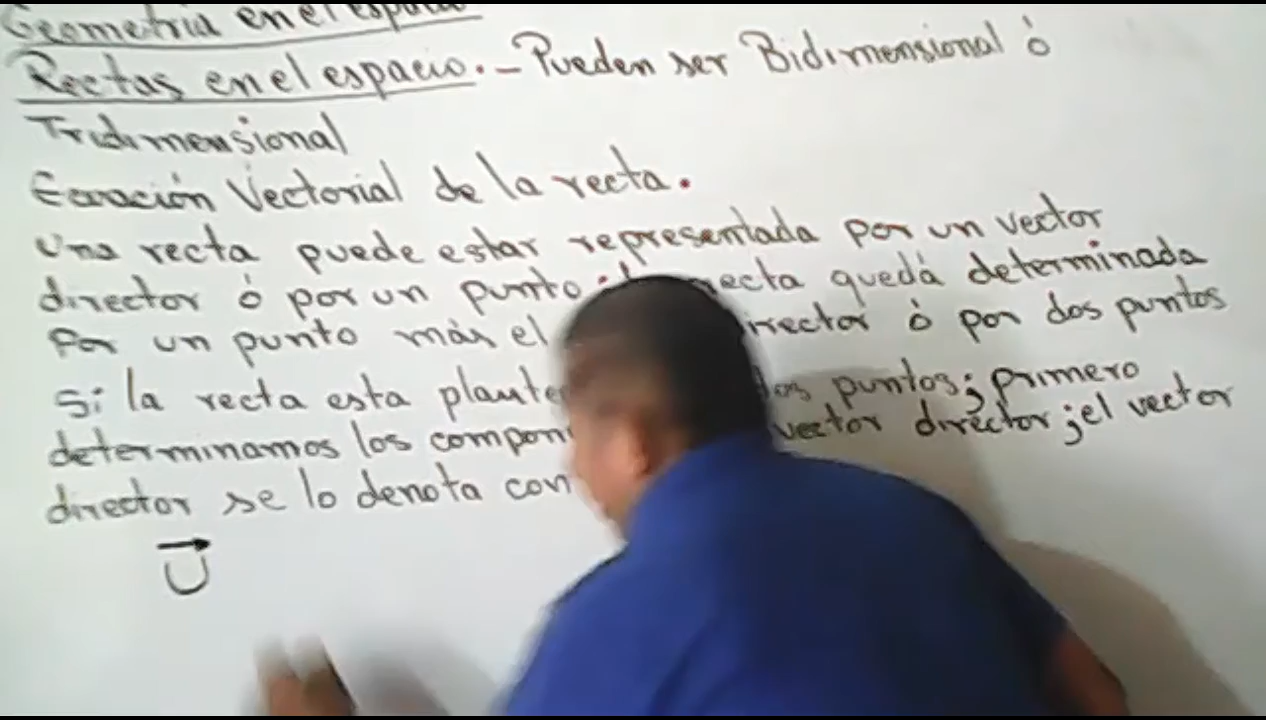 Geometria en el espacio
Rectas en el espacio.- Pueden ser Bidimensional ó
Tridimensional
Ecuación Vectorial de la recta.
Una recta puede estar representada por un vector
director ó por un punto; recta queda determinada
por un punto más el director ó por dos puntos
Si la recta esta plante dos puntos; primero
determinamos los compon vector director; el vector
director se lo denota con
U